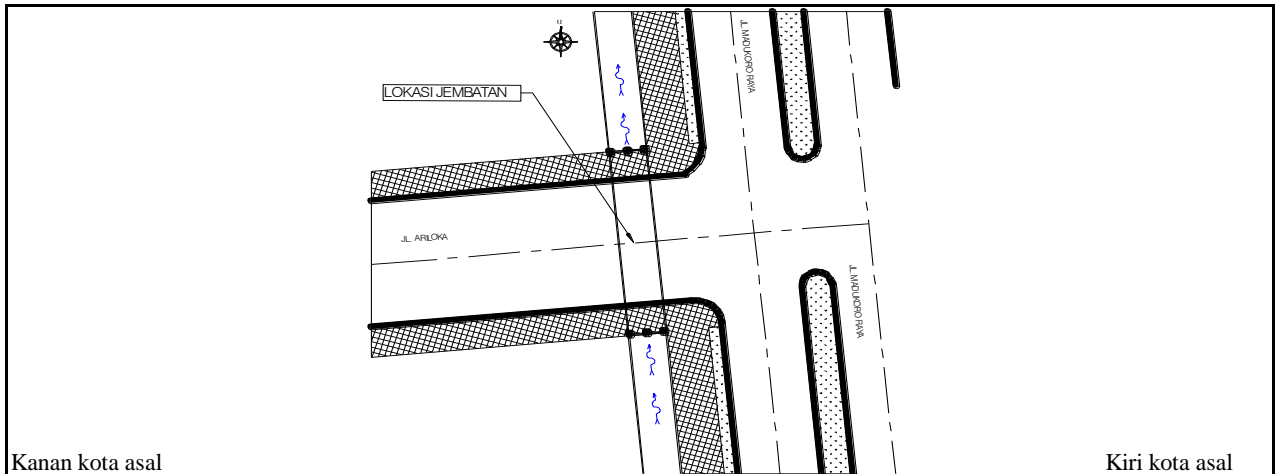 U
JL. MADUKORO RAYA
LOKASI JEMBATAN
JL. ARILOKA
JL. MADUKORO RAYA
Kanan kota asal
Kiri kota asal